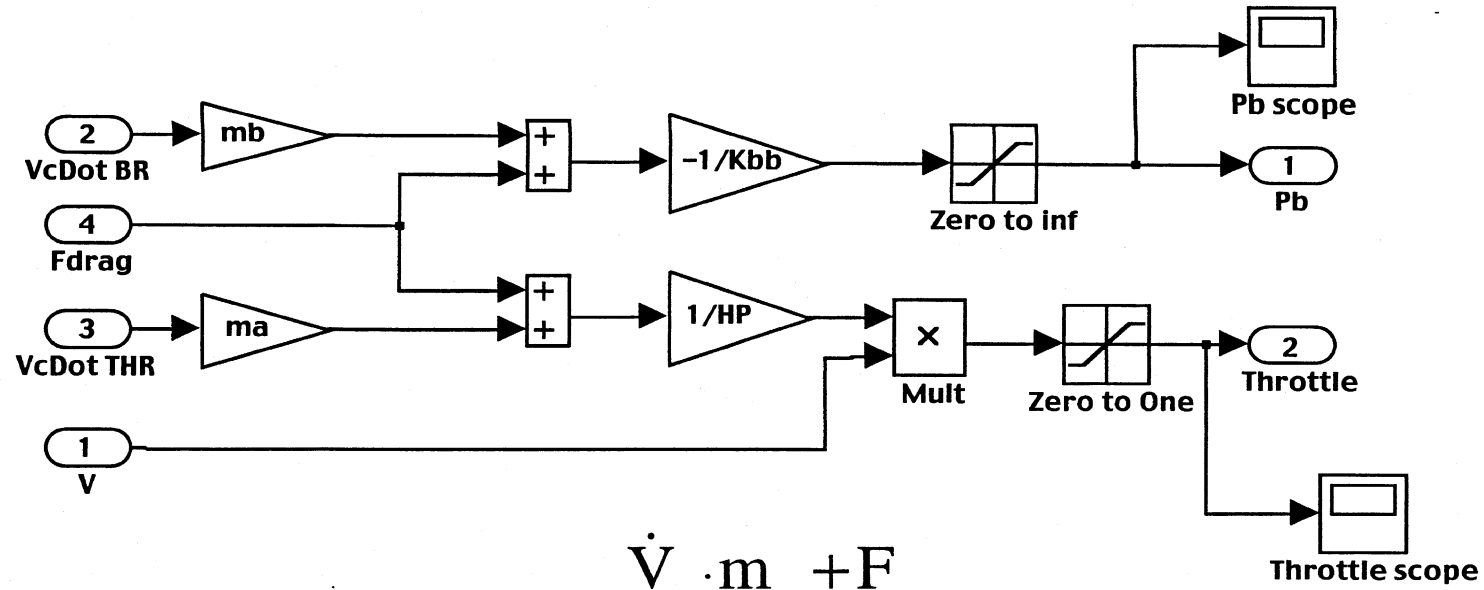 Pb scope
2
mb
+
+
-1/Kbb
1
VcDot BR
Zero to inf
Pb
4
Fdrag
+
+
1/HP
3
ma
×
2
VcDot THR
Mult
Zero to One
Throttle
1
V
Throttle scope
V̇ ·m +F